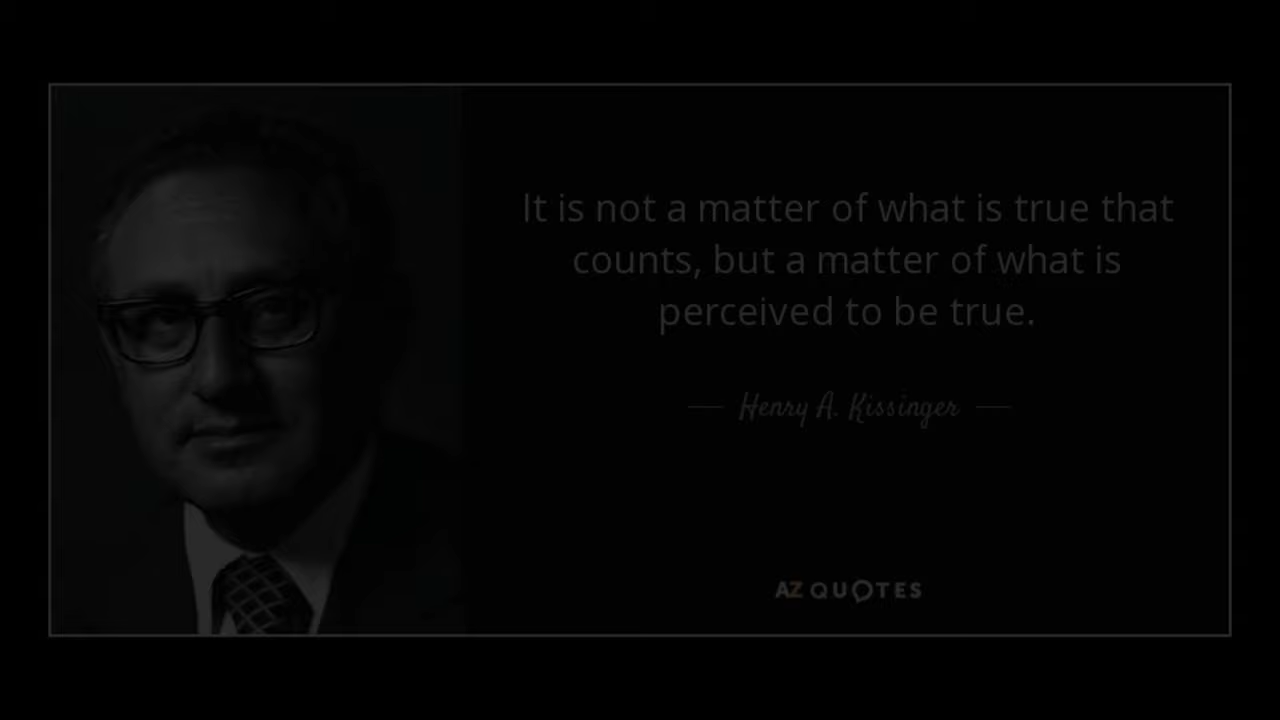 It is not a matter of what is true that
counts, but a matter of what is
perceived to be true.
Henry A. Kissinger
AZ QUOTES